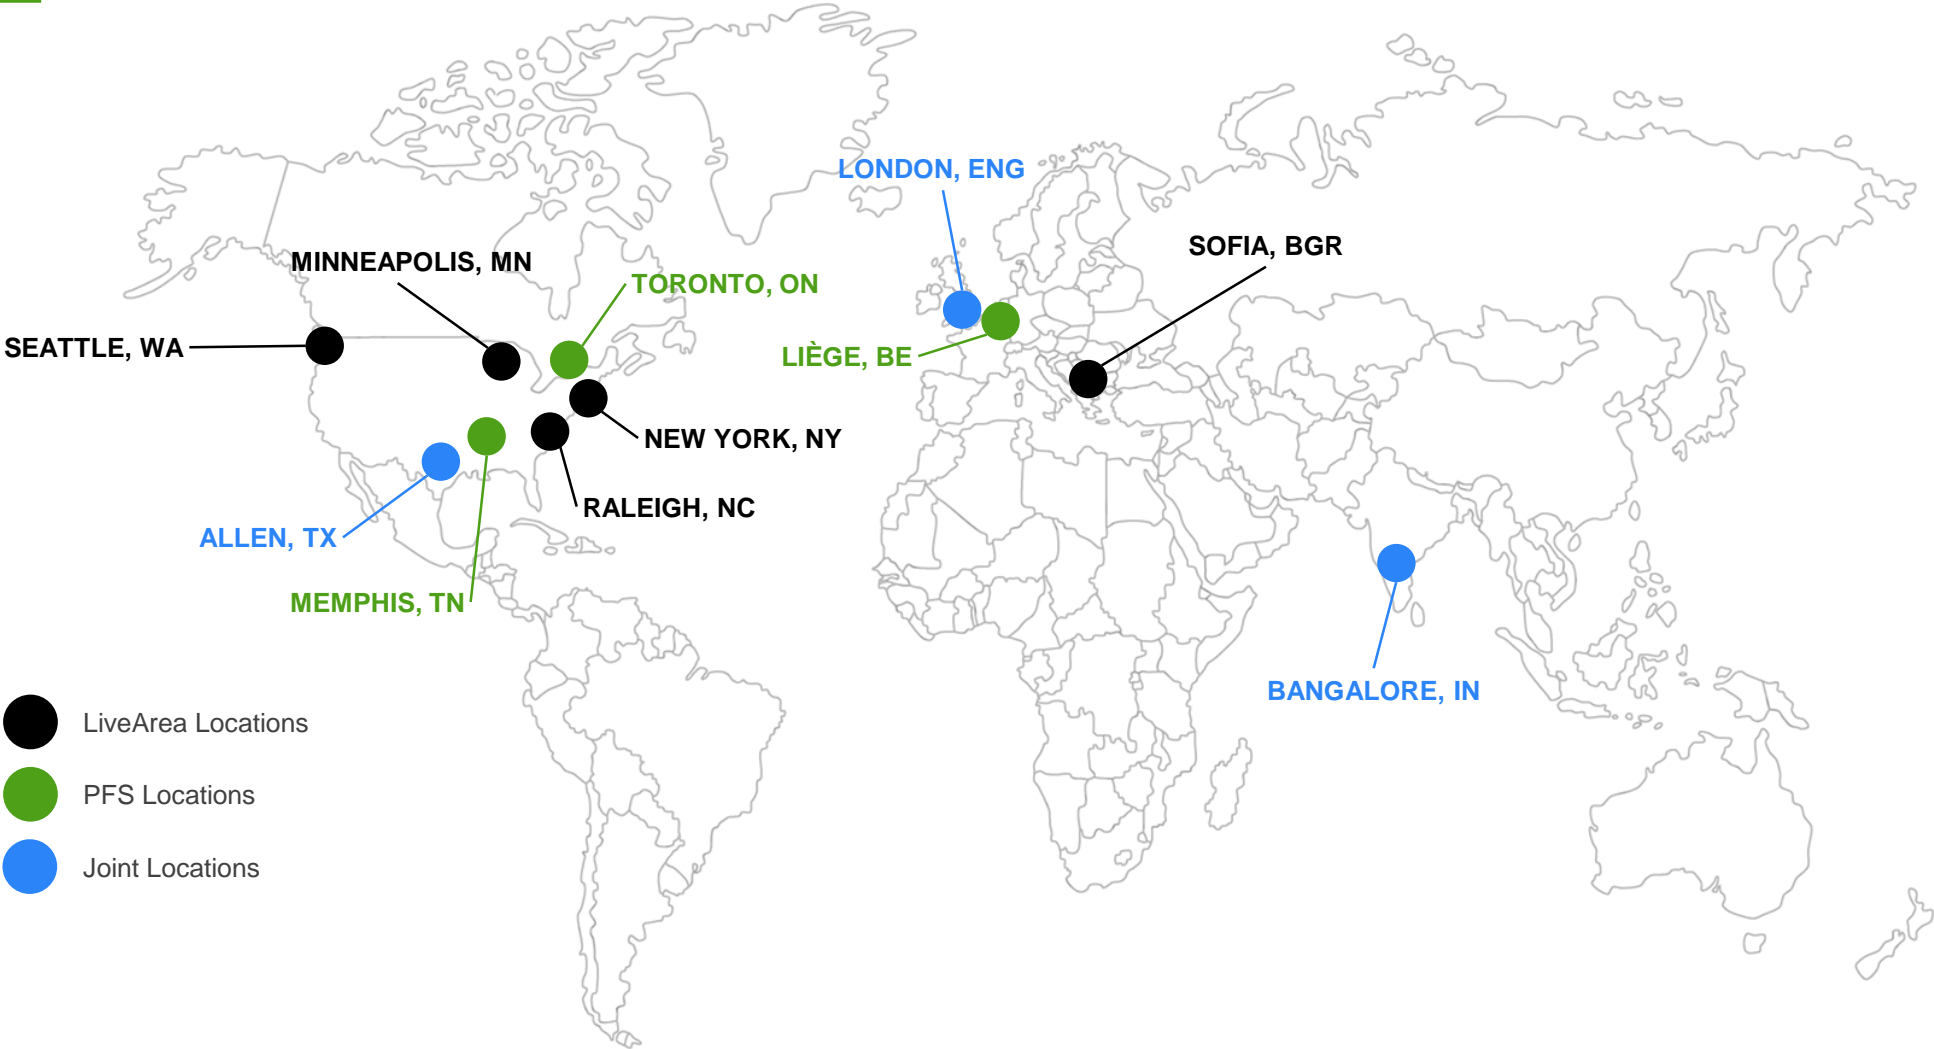 LONDON, ENG
SOFIA, BGR
MINNEAPOLIS, MN
TORONTO, ON
SEATTLE, WA
LIÈGE, BE
NEW YORK, NY
RALEIGH, NC
ALLEN, TX
MEMPHIS, TN
BANGALORE, IN
LiveArea Locations
PFS Locations
Joint Locations